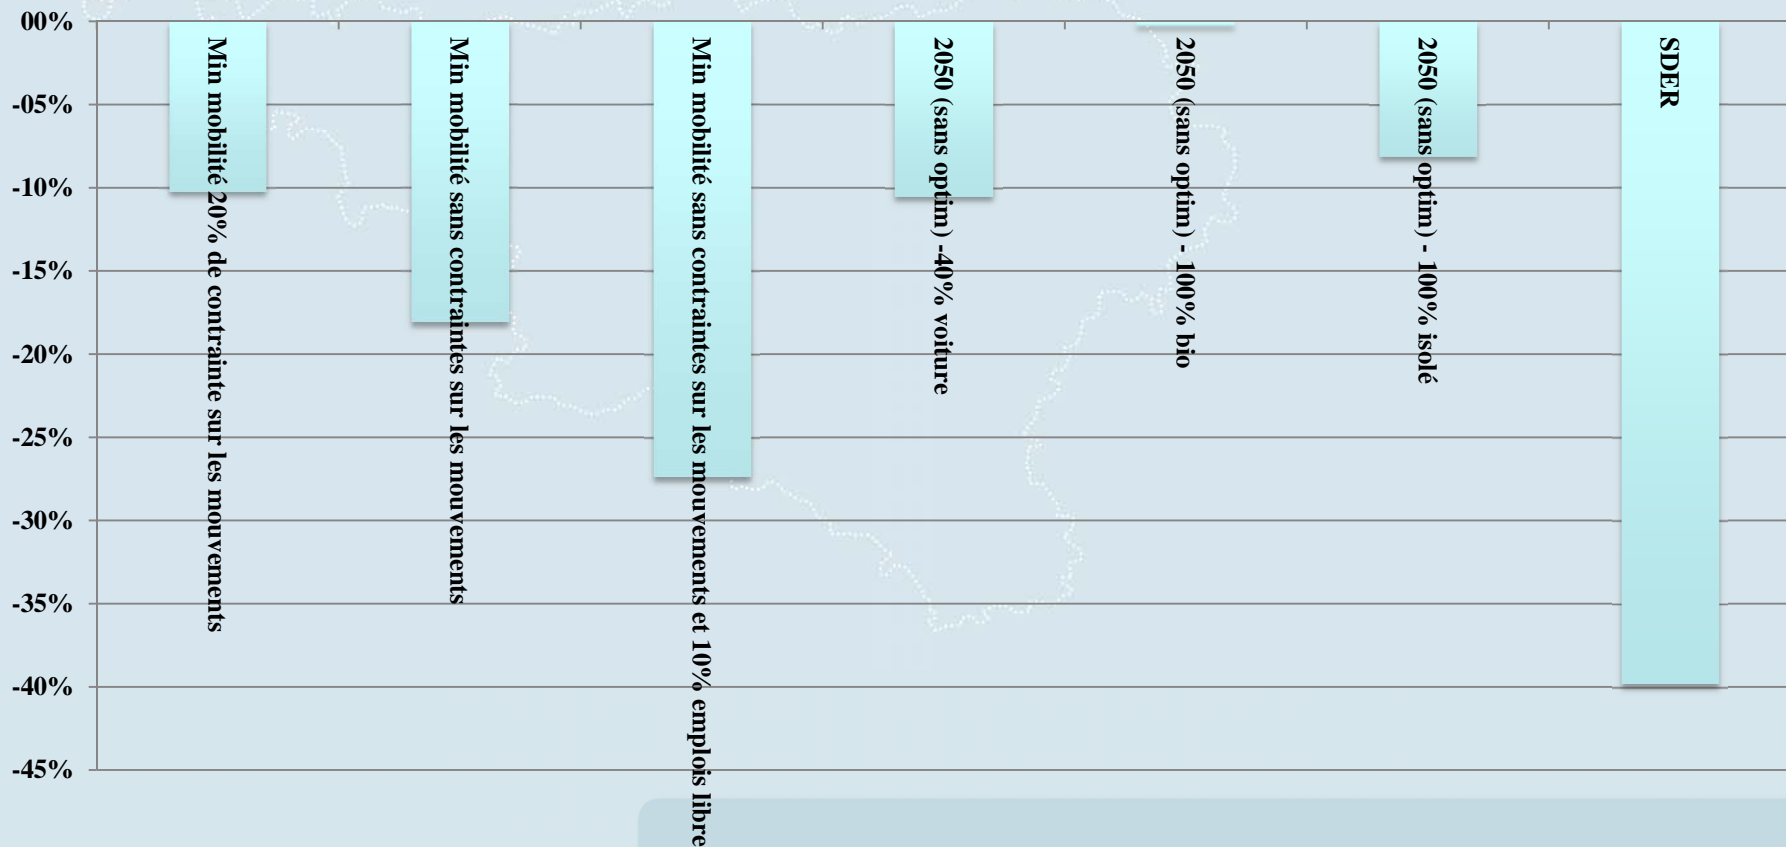 00%
-05%
-10%
-15%
-20%
-25%
-30%
-35%
-40%
-45%
Min mobilité 20% de contrainte sur les mouvements
Min mobilité sans contraintes sur les mouvements
Min mobilité sans contraintes sur les mouvements et 10% emplois libre
2050 (sans optim) -40% voiture
2050 (sans optim) - 100% bio
2050 (sans optim) - 100% isolé
SDER